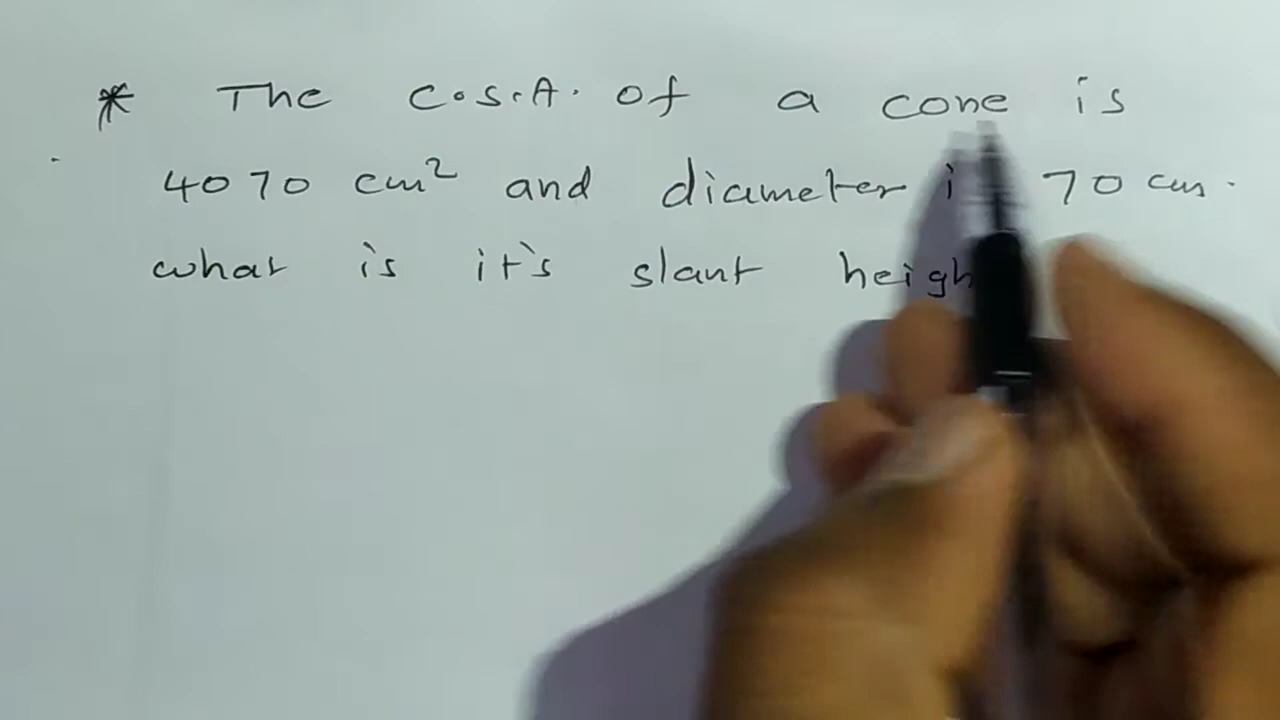 * The C.S.A. of a cone is
4070 cm² and diameter i 70 cm.
what is it's slant heigh